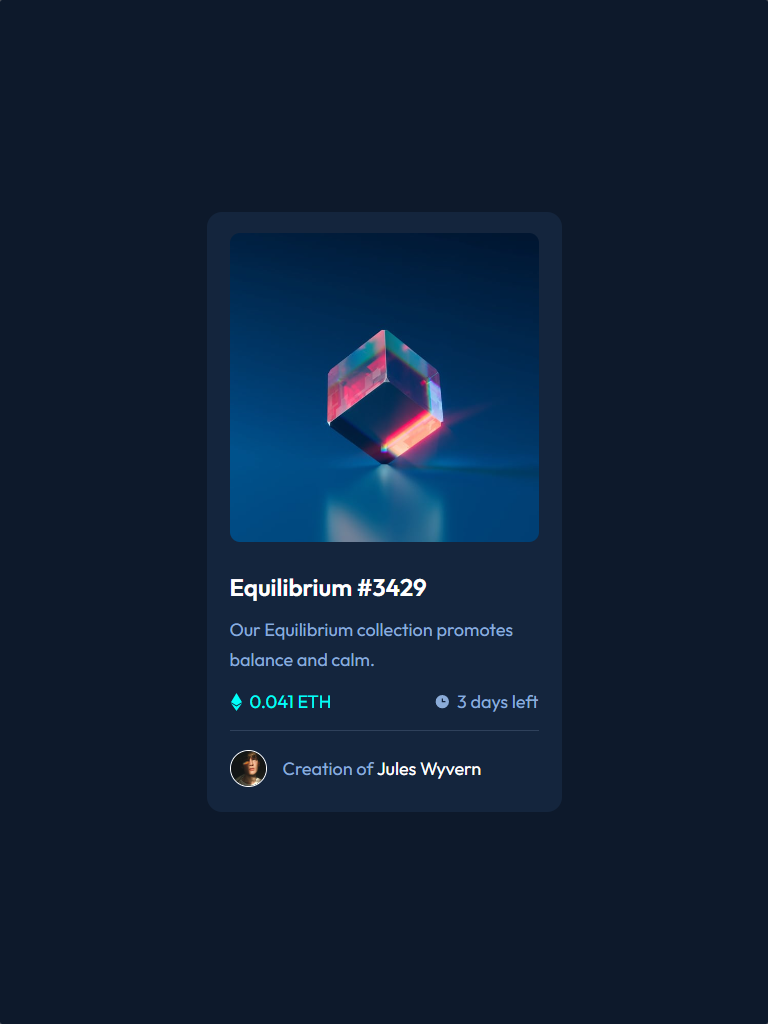 Equilibrium #3429
Our Equilibrium collection promotes
balance and calm.
0.041 ETH
3 days left
Creation of Jules Wyvern